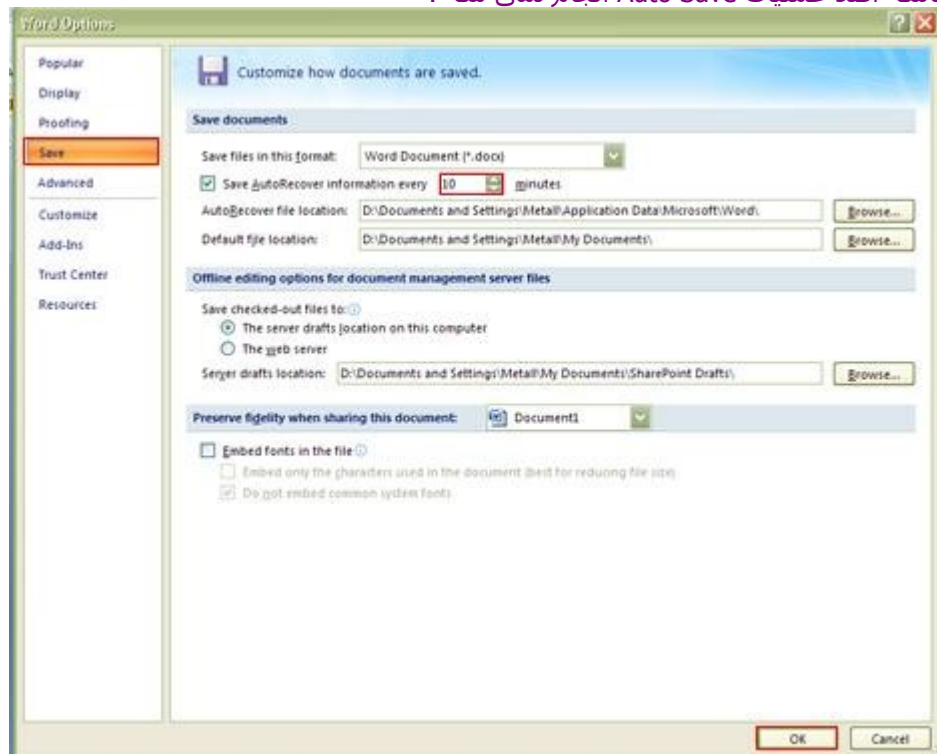 Auto Save انجام
Word Options
Popular
Display
Proofing
Save
Advanced
Customize
Add-Ins
Trust Center
Resources
Customize how documents are saved.
Save documents
Save files in this format: Word Document (*.docx)
Save AutoRecover information every 10 minutes
AutoRecover file location: D:\Documents and Settings\Metall\Application Data\Microsoft\Word\ Browse...
Default file location: D:\Documents and Settings\Metall\My Documents\ Browse...
Offline editing options for document management server files
Save checked-out files to:
The server drafts location on this computer
The web server
Server drafts location: D:\Documents and Settings\Metall\My Documents\SharePoint Drafts\ Browse...
Preserve fidelity when sharing this document: Document1
Embed fonts in the file
Embed only the characters used in the document (best for reducing file size)
Do not embed common system fonts
OK Cancel